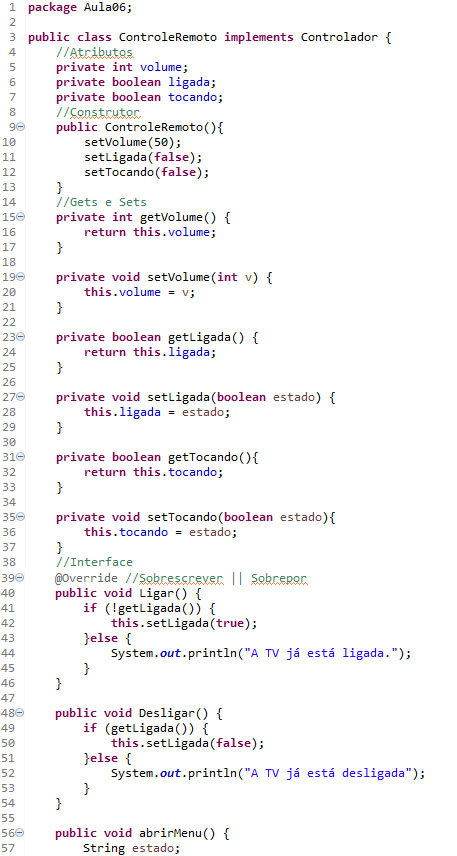 1 package Aula06;
2
3 public class ControleRemoto implements Controlador {
4     //Atributos
5     private int volume;
6     private boolean ligada;
7     private boolean tocando;
8     //Construtor
9     public ControleRemoto(){
10         setVolume(50);
11         setLigada(false);
12         setTocando(false);
13     }
14     //Gets e Sets
15     private int getVolume() {
16         return this.volume;
17     }
18
19     private void setVolume(int v) {
20         this.volume = v;
21     }
22
23     private boolean getLigada() {
24         return this.ligada;
25     }
26
27     private void setLigada(boolean estado) {
28         this.ligada = estado;
29     }
30
31     private boolean getTocando(){
32         return this.tocando;
33     }
34
35     private void setTocando(boolean estado){
36         this.tocando = estado;
37     }
38     //Interface
39     @Override //Sobrescrever || Sobrepor
40     public void Ligar() {
41         if (!getLigada()) {
42             this.setLigada(true);
43         }else {
44             System.out.println("A TV já está ligada.");
45         }
46     }
47
48     public void Desligar() {
49         if (getLigada()) {
50             this.setLigada(false);
51         }else {
52             System.out.println("A TV já está desligada");
53         }
54     }
55
56     public void abrirMenu() {
57         String estado;